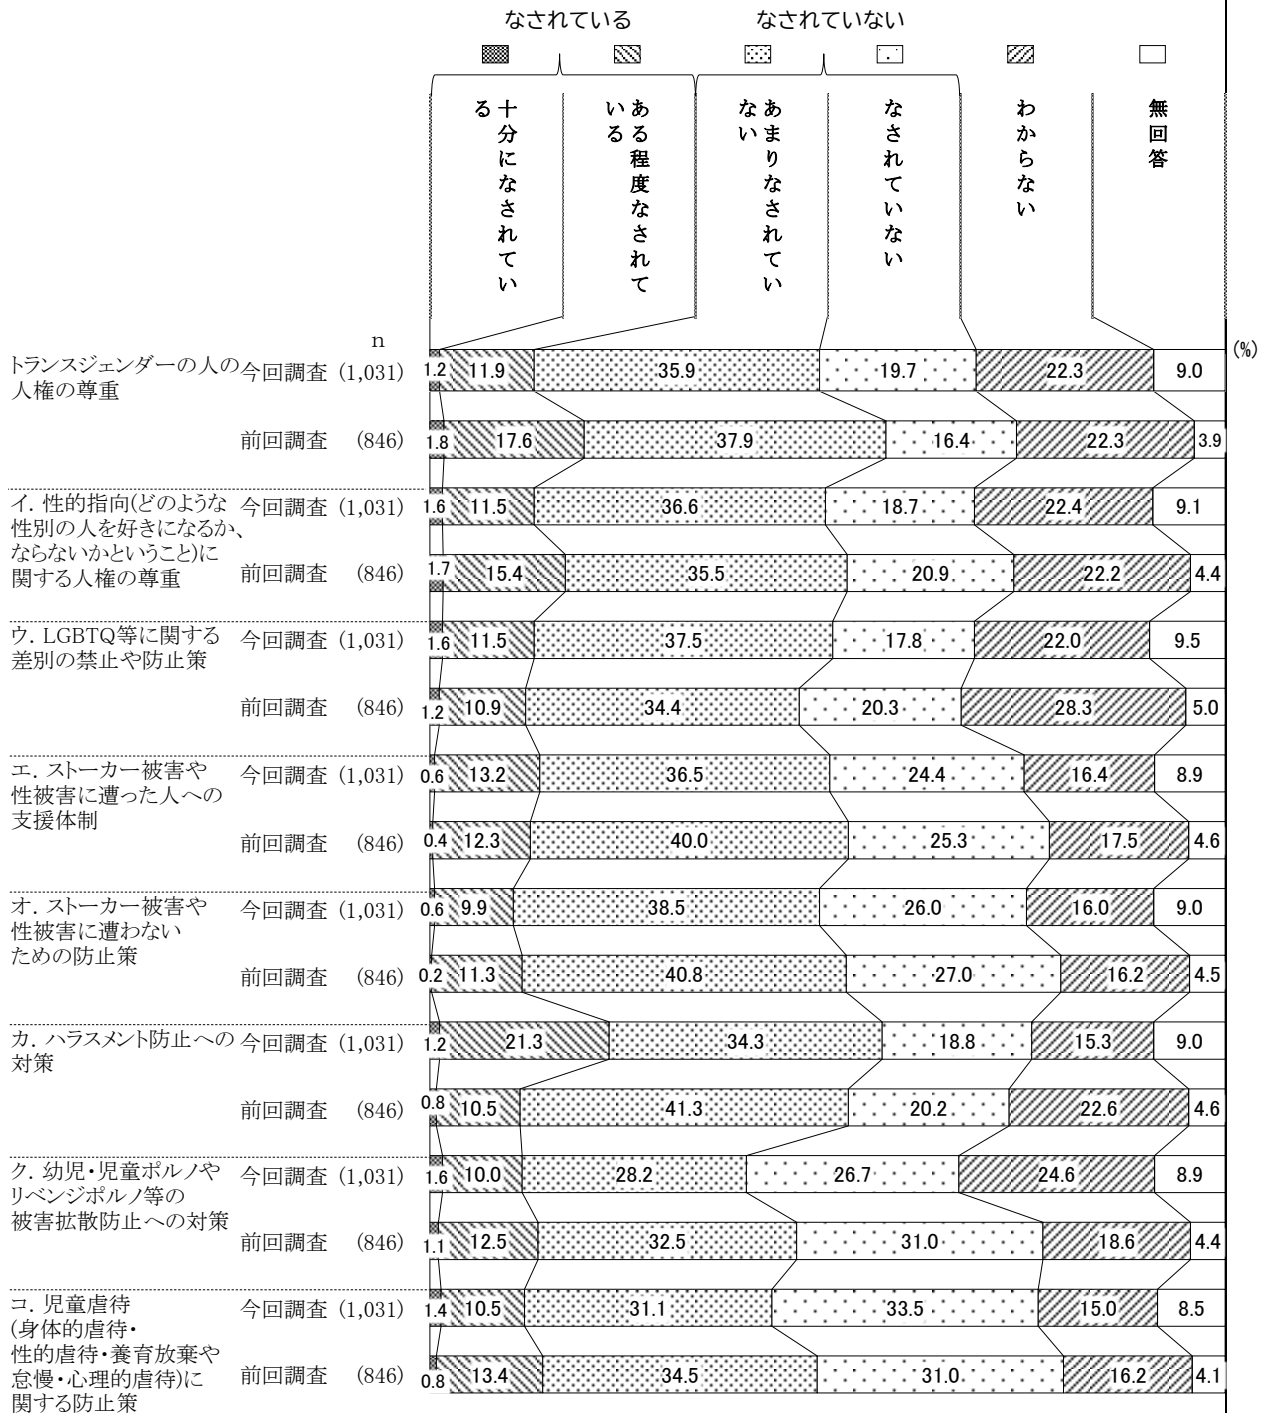 なされている　なされていない
十分になされている
ある程度なされている
あまりなされていない
なされていない
わからない
無回答
n
(%)
トランスジェンダーの人の
人権の尊重
今回調査 (1,031) 1.2 11.9 35.9 19.7 22.3 9.0
前回調査 (846) 1.8 17.6 37.9 16.4 22.3 3.9
イ. 性的指向(どのような
性別の人を好きになるか、
ならないかということ)に
関する人権の尊重
今回調査 (1,031) 1.6 11.5 36.6 18.7 22.4 9.1
前回調査 (846) 1.7 15.4 35.5 20.9 22.2 4.4
ウ. LGBTQ等に関する
差別の禁止や防止策
今回調査 (1,031) 1.6 11.5 37.5 17.8 22.0 9.5
前回調査 (846) 1.2 10.9 34.4 20.3 28.3 5.0
エ. ストーカー被害や
性被害に遭った人への
支援体制
今回調査 (1,031) 0.6 13.2 36.5 24.4 16.4 8.9
前回調査 (846) 0.4 12.3 40.0 25.3 17.5 4.6
オ. ストーカー被害や
性被害に遭わない
ための防止策
今回調査 (1,031) 0.6 9.9 38.5 26.0 16.0 9.0
前回調査 (846) 0.2 11.3 40.8 27.0 16.2 4.5
カ. ハラスメント防止への
対策
今回調査 (1,031) 1.2 21.3 34.3 18.8 15.3 9.0
前回調査 (846) 0.8 10.5 41.3 20.2 22.6 4.6
ク. 幼児・児童ポルノや
リベンジポルノ等の
被害拡散防止への対策
今回調査 (1,031) 1.6 10.0 28.2 26.7 24.6 8.9
前回調査 (846) 1.1 12.5 32.5 31.0 18.6 4.4
コ. 児童虐待
(身体的虐待・
性的虐待・養育放棄や
怠慢・心理的虐待)に
関する防止策
今回調査 (1,031) 1.4 10.5 31.1 33.5 15.0 8.5
前回調査 (846) 0.8 13.4 34.5 31.0 16.2 4.1